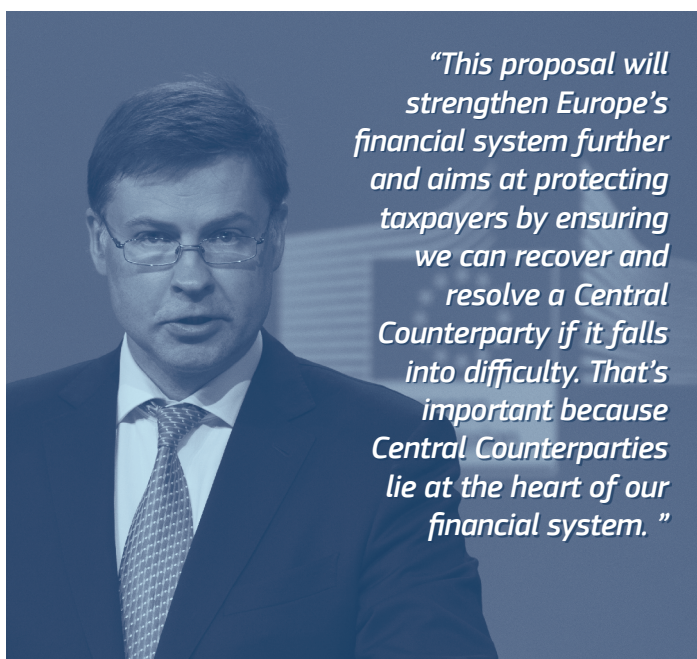 “This proposal will
strengthen Europe’s
financial system further
and aims at protecting
taxpayers by ensuring
we can recover and
resolve a Central
Counterparty if it falls
into difficulty. That’s
important because
Central Counterparties
lie at the heart of our
financial system. ”